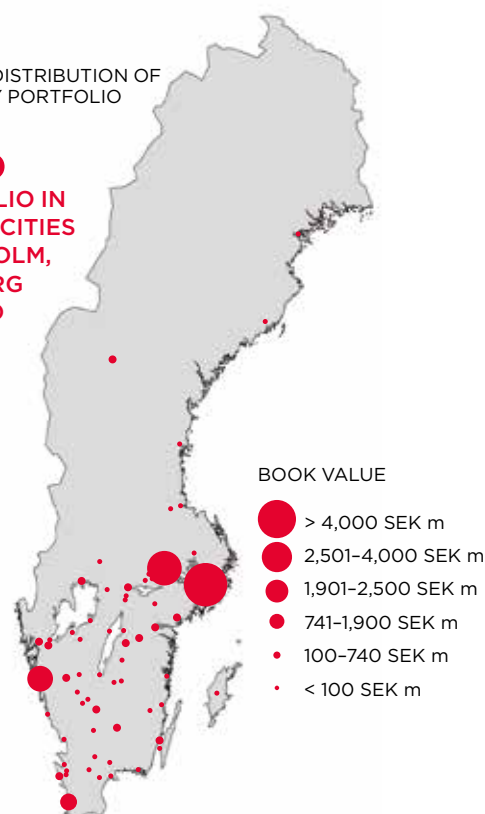 DISTRIBUTION OF
Y PORTFOLIO
LIO IN
CITIES
OLM,
RG
BOOK VALUE
> 4,000 SEK m
2,501–4,000 SEK m
1,901–2,500 SEK m
741–1,900 SEK m
100–740 SEK m
< 100 SEK m